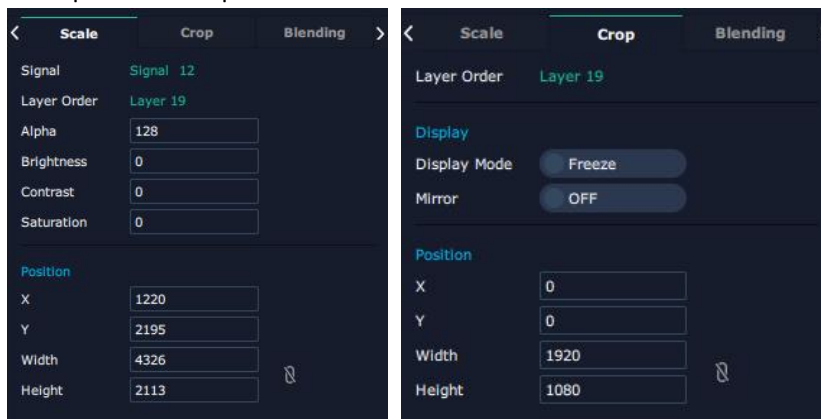 Scale Crop Blending
Signal Signal 12
Layer Order Layer 19
Alpha 128
Brightness 0
Contrast 0
Saturation 0
Position
X 1220
Y 2195
Width 4326
Height 2113
Scale Crop Blending
Layer Order Layer 19
Display
Display Mode Freeze
Mirror OFF
Position
X 0
Y 0
Width 1920
Height 1080